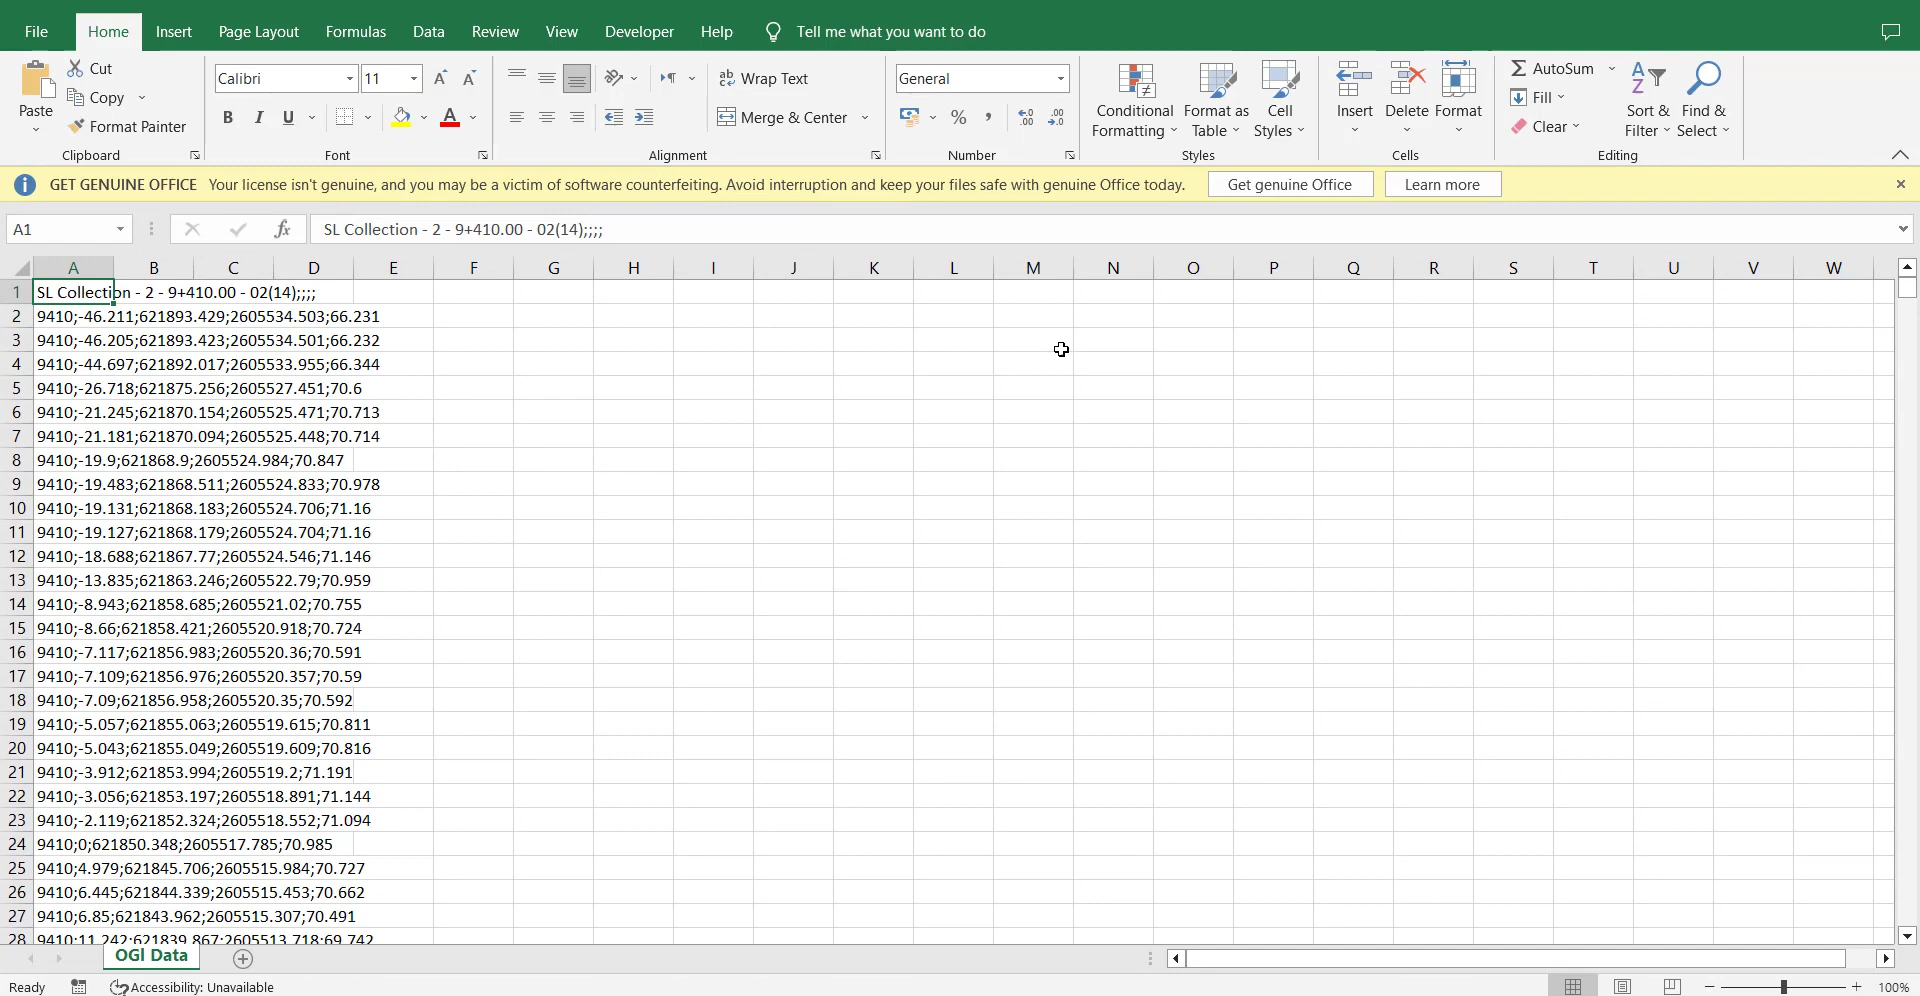 File Home Insert Page Layout Formulas Data Review View Developer Help Tell me what you want to do
Paste
Cut
Copy
Format Painter
Clipboard
Calibri 11 A A
B I U A
Font
ab Wrap Text
Merge & Center
Alignment
General
% ,
Number
Conditional Formatting
Format as Table
Cell Styles
Styles
Insert Delete Format
Cells
AutoSum
Fill
Clear
Sort & Filter
Find & Select
Editing
GET GENUINE OFFICE Your license isn't genuine, and you may be a victim of software counterfeiting. Avoid interruption and keep your files safe with genuine Office today. Get genuine Office Learn more
A1 fx SL Collection - 2 - 9+410.00 - 02(14);;;;
A B C D E F G H I J K L M N O P Q R S T U V W
1 SL Collection - 2 - 9+410.00 - 02(14);;;;
2 9410;-46.211;621893.429;2605534.503;66.231
3 9410;-46.205;621893.423;2605534.501;66.232
4 9410;-44.697;621892.017;2605533.955;66.344
5 9410;-26.718;621875.256;2605527.451;70.6
6 9410;-21.245;621870.154;2605525.471;70.713
7 9410;-21.181;621870.094;2605525.448;70.714
8 9410;-19.9;621868.9;2605524.984;70.847
9 9410;-19.483;621868.511;2605524.833;70.978
10 9410;-19.131;621868.183;2605524.706;71.16
11 9410;-19.127;621868.179;2605524.704;71.16
12 9410;-18.688;621867.77;2605524.546;71.146
13 9410;-13.835;621863.246;2605522.79;70.959
14 9410;-8.943;621858.685;2605521.02;70.755
15 9410;-8.66;621858.421;2605520.918;70.724
16 9410;-7.117;621856.983;2605520.36;70.591
17 9410;-7.109;621856.976;2605520.357;70.59
18 9410;-7.09;621856.958;2605520.35;70.592
19 9410;-5.057;621855.063;2605519.615;70.811
20 9410;-5.043;621855.049;2605519.609;70.816
21 9410;-3.912;621853.994;2605519.2;71.191
22 9410;-3.056;621853.197;2605518.891;71.144
23 9410;-2.119;621852.324;2605518.552;71.094
24 9410;0;621850.348;2605517.785;70.985
25 9410;4.979;621845.706;2605515.984;70.727
26 9410;6.445;621844.339;2605515.453;70.662
27 9410;6.85;621843.962;2605515.307;70.491
28 9410;11.242;621839.867;2605513.718;69.742
OGl Data
Ready Accessibility: Unavailable 100%